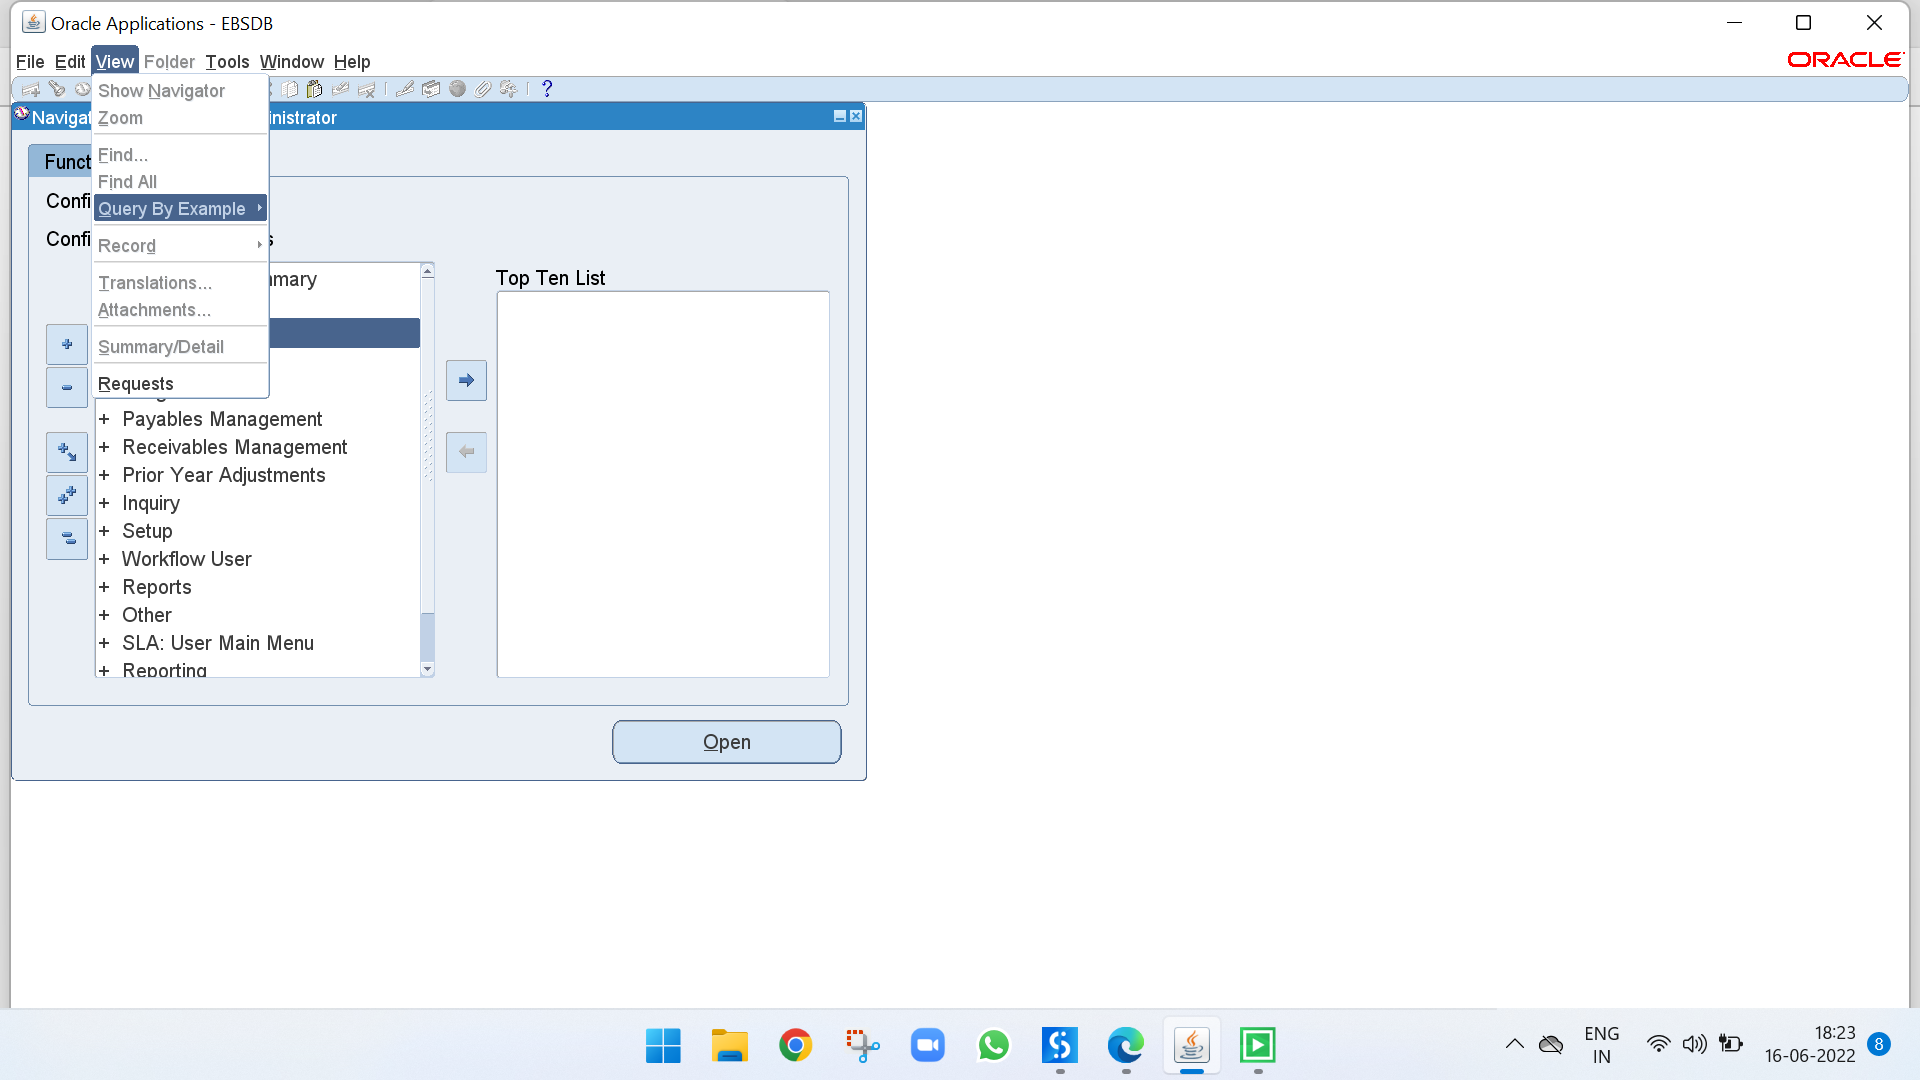 Oracle Applications - EBSDB
File Edit View Folder Tools Window Help
ORACLE
Show Navigator
Zoom
Find...
Find All
Query By Example
Record
Translations...
Attachments...
Summary/Detail
Requests
Navigat
inistrator
Funct
Confi
Confi
s
mmary
Top Ten List
+ Payables Management
+ Receivables Management
+ Prior Year Adjustments
+ Inquiry
+ Setup
+ Workflow User
+ Reports
+ Other
+ SLA: User Main Menu
+ Reporting
Open
ENG
IN
18:23
16-06-2022
8